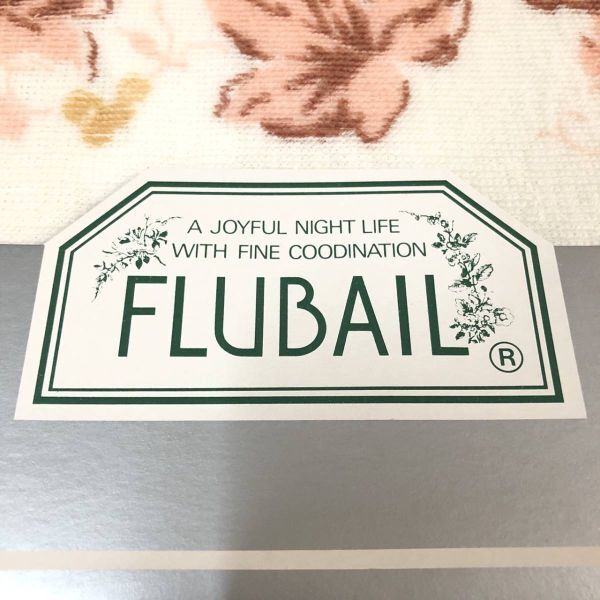 A JOYFUL NIGHT LIFE
WITH FINE COODINATION
FLUBAIL®